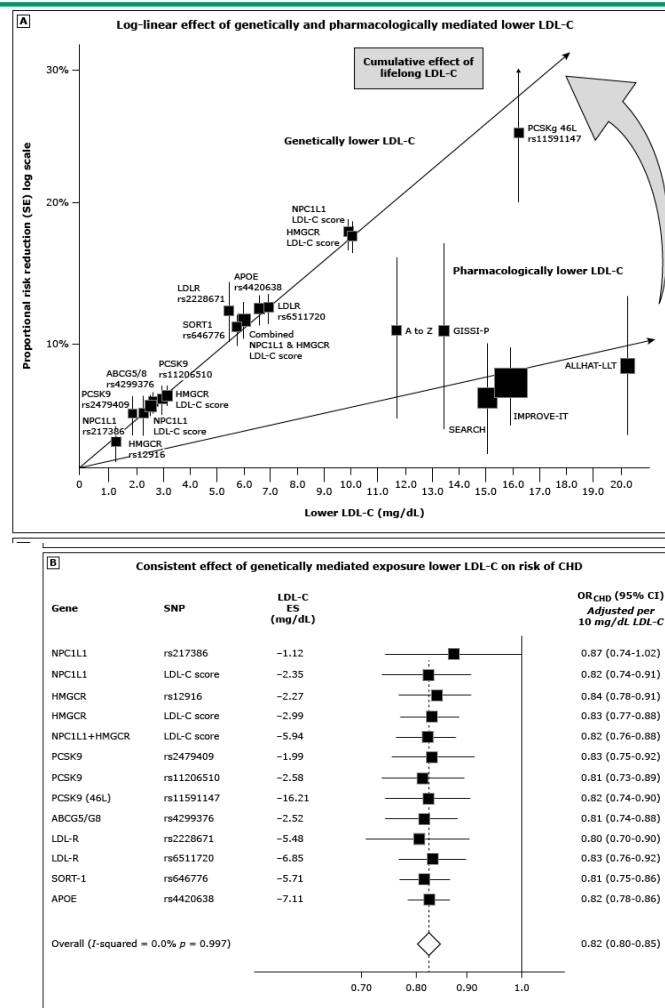 A
Log-linear effect of genetically and pharmacologically mediated lower LDL-C
Proportional risk reduction (SE) log scale
30%
20%
10%
Cumulative effect of
lifelong LDL-C
Genetically lower LDL-C
PCSKg 46L
rs11591147
NPC1L1
LDL-C score
HMGCR
LDL-C score
Pharmacologically lower LDL-C
LDLR
rs2228671
APOE
rs4420638
LDLR
rs6511720
SORT1
rs646776
Combined
NPC1L1 & HMGCR
LDL-C score
A to Z
GISSI-P
ALLHAT-LLT
ABCG5/8
rs4299376
PCSK9
rs11206510
PCSK9
rs2479409
HMGCR
LDL-C score
NPC1L1
rs217386
NPC1L1
LDL-C score
HMGCR
rs12916
IMPROVE-IT
SEARCH
0 1.0 2.0 3.0 4.0 5.0 6.0 7.0 8.0 9.0 10.0 11.0 12.0 13.0 14.0 15.0 16.0 17.0 18.0 19.0 20.0
Lower LDL-C (mg/dL)
B
Consistent effect of genetically mediated exposure lower LDL-C on risk of CHD
Gene SNP LDL-C ES (mg/dL) ORCHD (95% CI) Adjusted per 10 mg/dL LDL-C
NPC1L1 rs217386 −1.12 0.87 (0.74-1.02)
NPC1L1 LDL-C score −2.35 0.82 (0.74-0.91)
HMGCR rs12916 −2.27 0.84 (0.78-0.91)
HMGCR LDL-C score −2.99 0.83 (0.77-0.88)
NPC1L1+HMGCR LDL-C score −5.94 0.82 (0.76-0.88)
PCSK9 rs2479409 −1.99 0.83 (0.75-0.92)
PCSK9 rs11206510 −2.58 0.81 (0.73-0.89)
PCSK9 (46L) rs11591147 −16.21 0.82 (0.74-0.90)
ABCG5/G8 rs4299376 −2.52 0.81 (0.74-0.88)
LDL-R rs2228671 −5.48 0.80 (0.70-0.90)
LDL-R rs6511720 −6.85 0.83 (0.76-0.92)
SORT-1 rs646776 −5.71 0.81 (0.75-0.86)
APOE rs4420638 −7.11 0.82 (0.78-0.86)
Overall (I-squared = 0.0% p = 0.997) 0.82 (0.80-0.85)
0.70 0.80 0.90 1.0